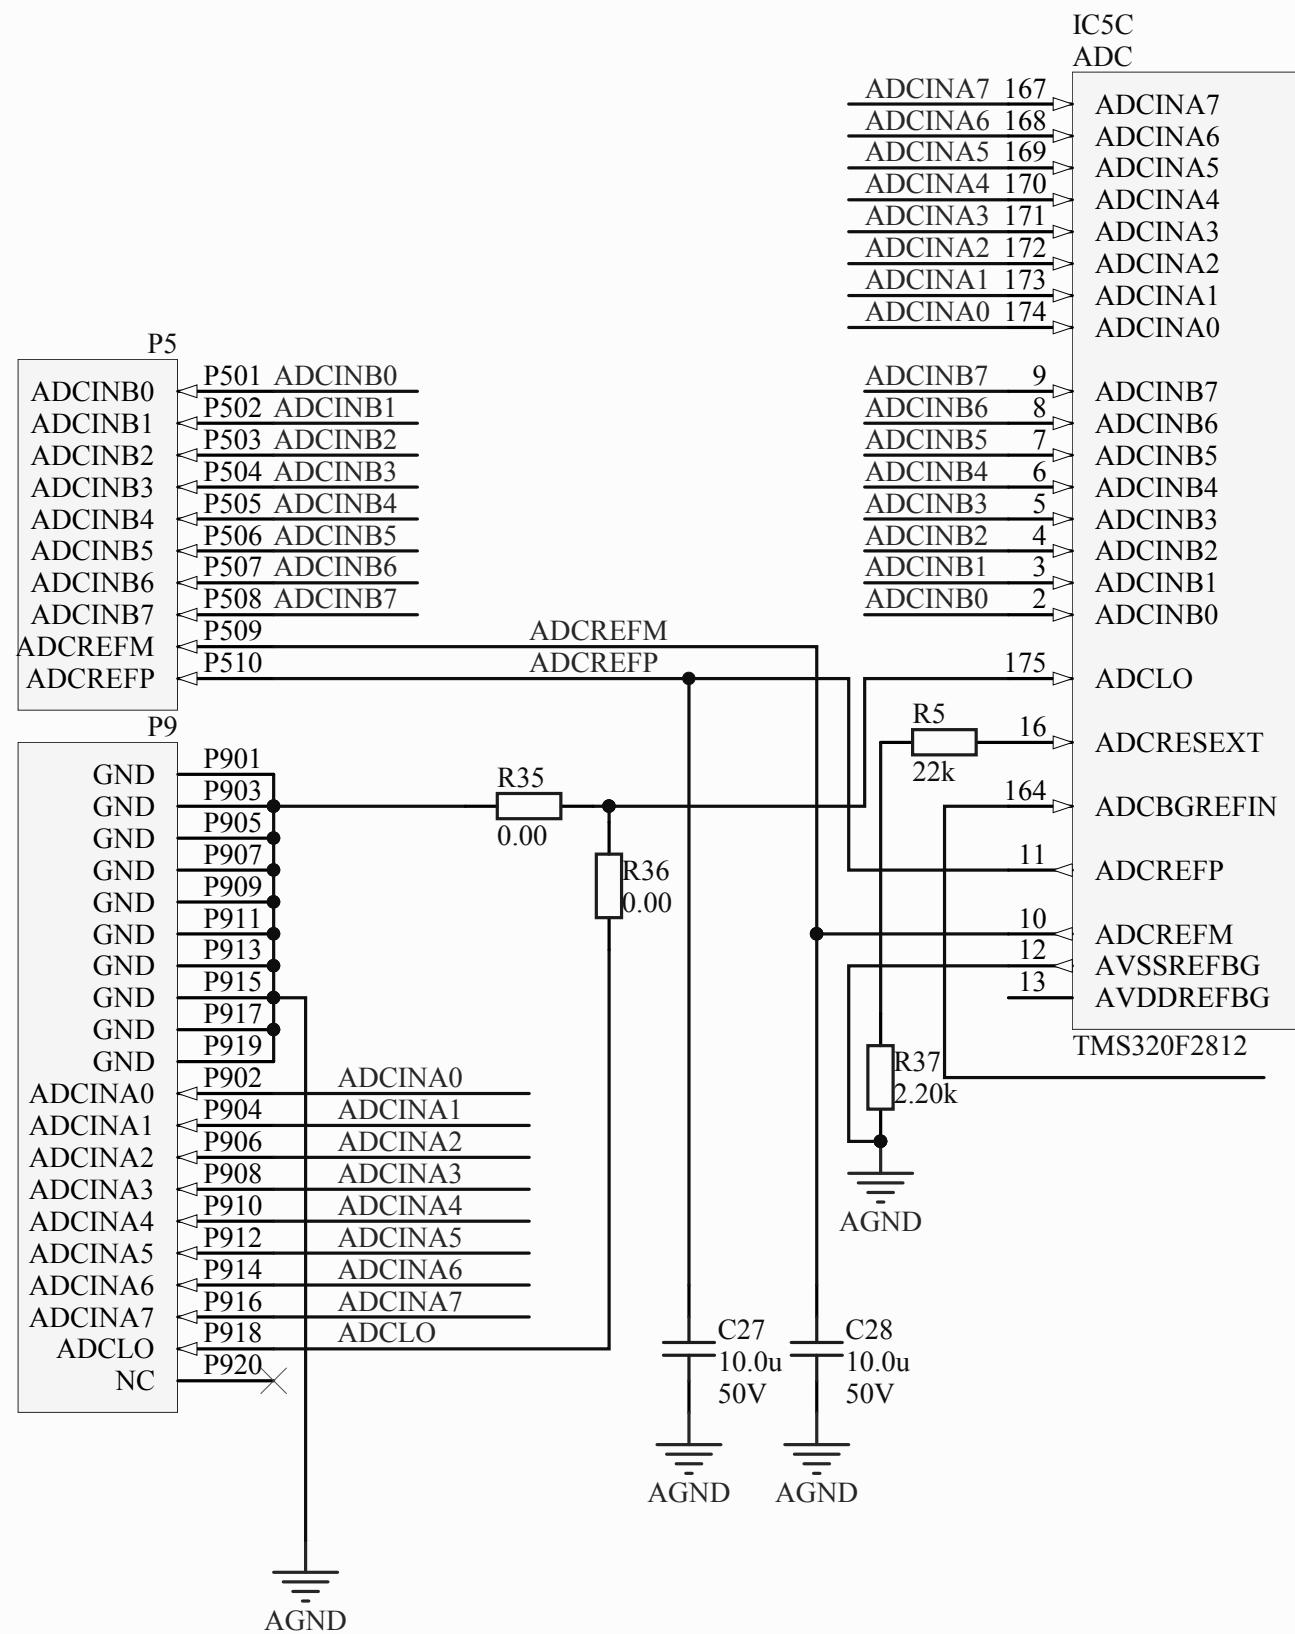 IC5C
ADC
ADCINA7 167 ADCINA7
ADCINA6 168 ADCINA6
ADCINA5 169 ADCINA5
ADCINA4 170 ADCINA4
ADCINA3 171 ADCINA3
ADCINA2 172 ADCINA2
ADCINA1 173 ADCINA1
ADCINA0 174 ADCINA0
P5
ADCINB0 P501 ADCINB0
ADCINB1 P502 ADCINB1
ADCINB2 P503 ADCINB2
ADCINB3 P504 ADCINB3
ADCINB4 P505 ADCINB4
ADCINB5 P506 ADCINB5
ADCINB6 P507 ADCINB6
ADCINB7 P508 ADCINB7
ADCREFM P509 ADCREFM
ADCREFP P510 ADCREFP
ADCINB7 9 ADCINB7
ADCINB6 8 ADCINB6
ADCINB5 7 ADCINB5
ADCINB4 6 ADCINB4
ADCINB3 5 ADCINB3
ADCINB2 4 ADCINB2
ADCINB1 3 ADCINB1
ADCINB0 2 ADCINB0
175 ADCLO
R5
22k
16 ADCRESEXT
164 ADCBGREFIN
11 ADCREFP
10 ADCREFM
12 AVSSREFBG
13 AVDDREFBG
TMS320F2812
P9
GND P901
GND P903
GND P905
GND P907
GND P909
GND P911
GND P913
GND P915
GND P917
GND P919
ADCINA0 P902 ADCINA0
ADCINA1 P904 ADCINA1
ADCINA2 P906 ADCINA2
ADCINA3 P908 ADCINA3
ADCINA4 P910 ADCINA4
ADCINA5 P912 ADCINA5
ADCINA6 P914 ADCINA6
ADCINA7 P916 ADCINA7
ADCLO P918 ADCLO
NC P920
R35
0.00
R36
0.00
R37
2.20k
AGND
C27
10.0u
50V
C28
10.0u
50V
AGND
AGND
AGND